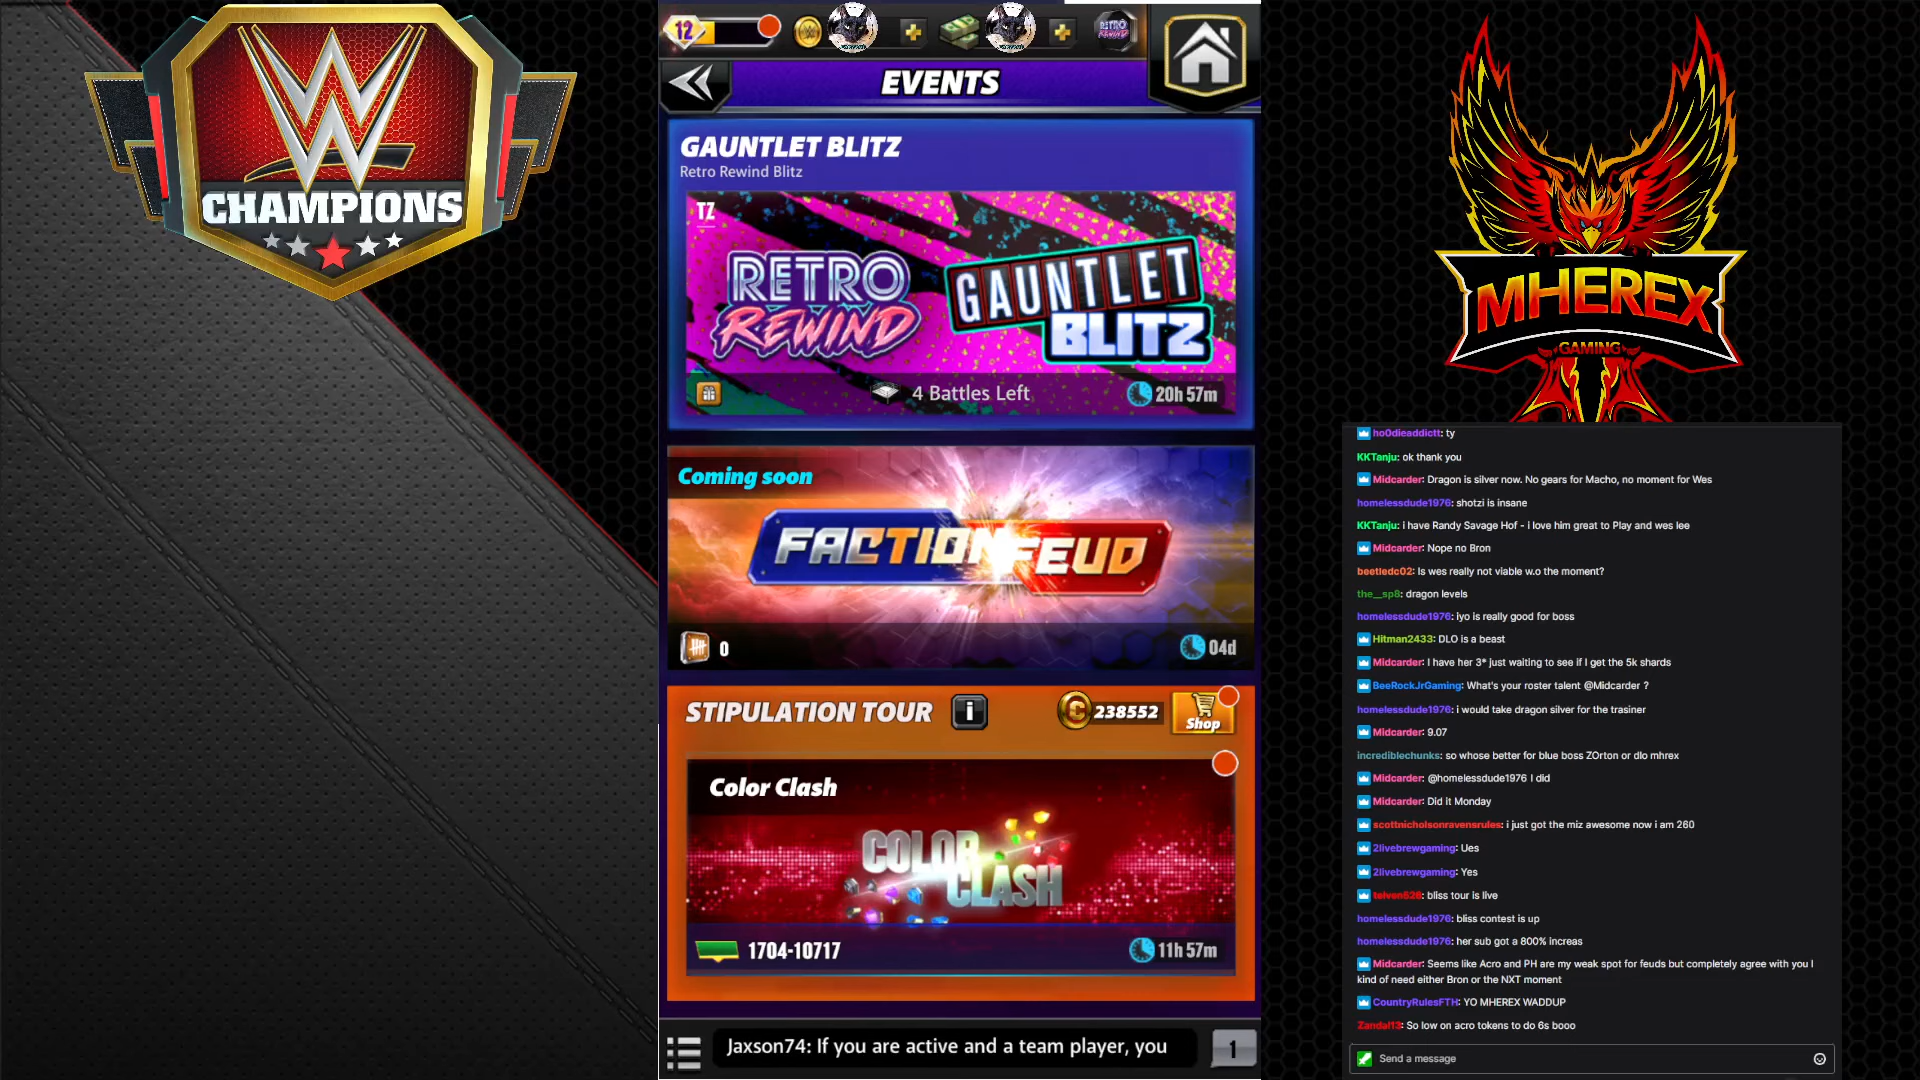 CHAMPIONS
12
RETRO
REWIND
EVENTS
GAUNTLET BLITZ
Retro Rewind Blitz
TZ
RETRO
REWIND
GAUNTLET
BLITZ
4 Battles Left
20h 57m
Coming soon
FACTION
FEUD
0
04d
STIPULATION TOUR
i
238552
Shop
Color Clash
COLOR
CLASH
1704-10717
11h 57m
Jaxson74: If you are active and a team player, you
1
MHEREX
GAMING
ho0dieaddictt: ty
KKTanju: ok thank you
Midcarder: Dragon is silver now. No gears for Macho, no moment for Wes
homelessdude1976: shotzi is insane
KKTanju: i have Randy Savage Hof - i love him great to Play and wes lee
Midcarder: Nope no Bron
beetledc02: Is wes really not viable w.o the moment?
the__sp8: dragon levels
homelessdude1976: iyo is really good for boss
Hitman2433: DLO is a beast
Midcarder: I have her 3* just waiting to see if I get the 5k shards
BeeRockJrGaming: What's your roster talent @Midcarder ?
homelessdude1976: i would take dragon silver for the trasiner
Midcarder: 9.07
incrediblechunks: so whose better for blue boss ZOrton or dlo mhrex
Midcarder: @homelessdude1976 I did
Midcarder: Did it Monday
scottnicholsonravensrules: i just got the miz awesome now i am 260
2livebrewgaming: Ues
2livebrewgaming: Yes
telven526: bliss tour is live
homelessdude1976: bliss contest is up
homelessdude1976: her sub got a 800% increas
Midcarder: Seems like Acro and PH are my weak spot for feuds but completely agree with you I
kind of need either Bron or the NXT moment
CountryRulesFTH: YO MHEREX WADDUP
Zandal13: So low on acro tokens to do 6s booo
Send a message